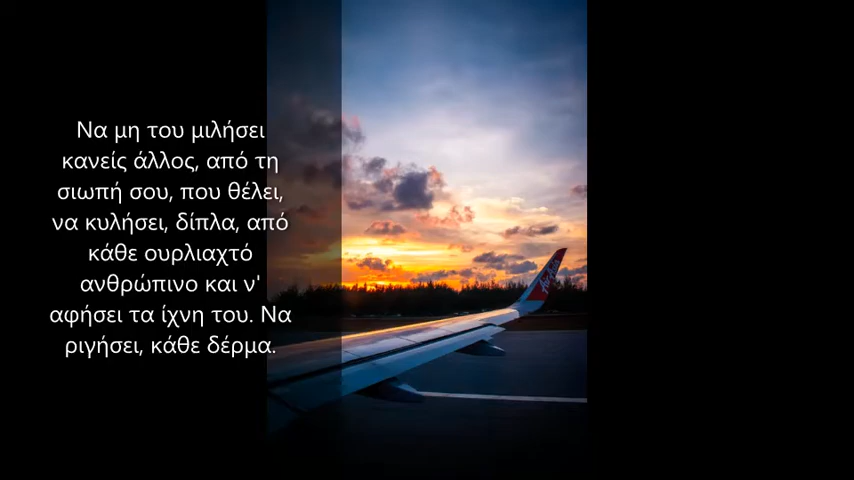 Να μη του μιλήσει
κανείς άλλος, από τη
σιωπή σου, που θέλει,
να κυλήσει, δίπλα, από
κάθε ουρλιαχτό
ανθρώπινο και ν'
αφήσει τα ίχνη του. Να
ριγήσει, κάθε δέρμα.
AirAsia